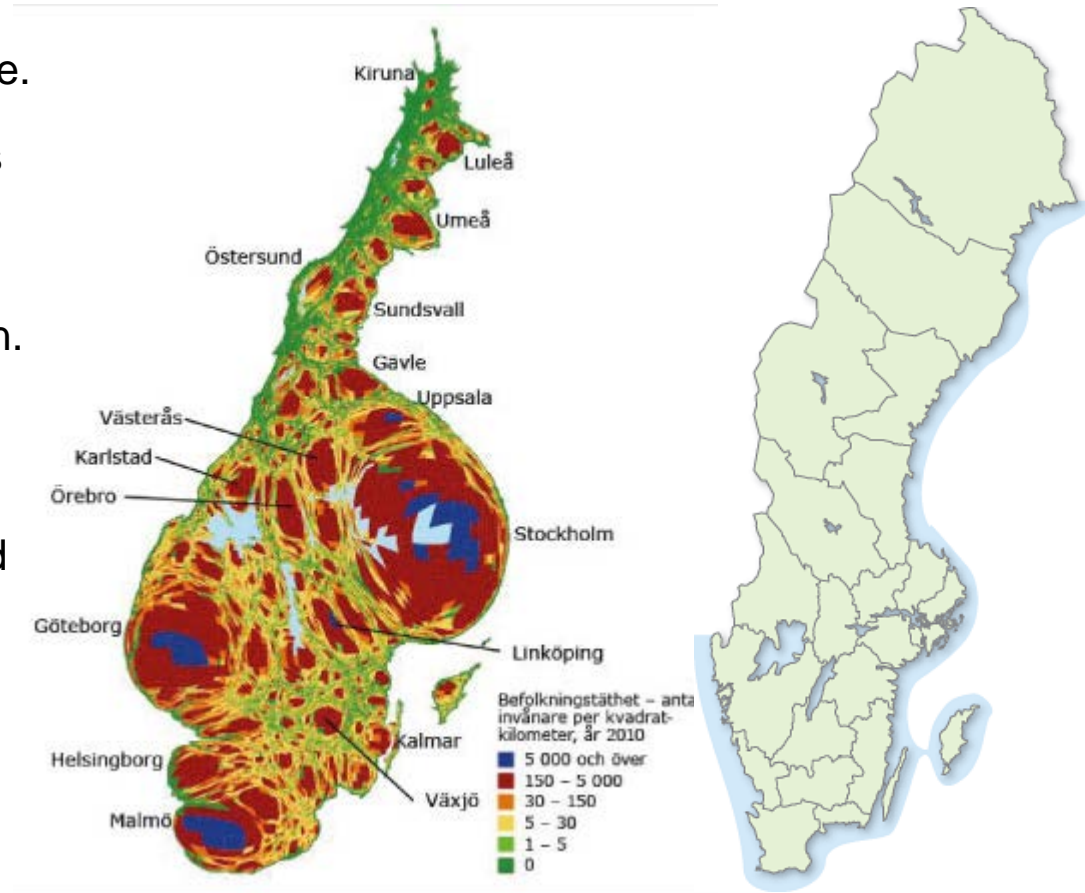 e.
s
n.
d
Kiruna
Luleå
Umeå
Östersund
Sundsvall
Gävle
Uppsala
Västerås
Karlstad
Örebro
Stockholm
Göteborg
Linköping
Befolkningstäthet – anta
invånare per kvadrat-
kilometer, år 2010
5 000 och över
150 – 5 000
30 – 150
5 – 30
1 – 5
0
Kalmar
Helsingborg
Växjö
Malmö